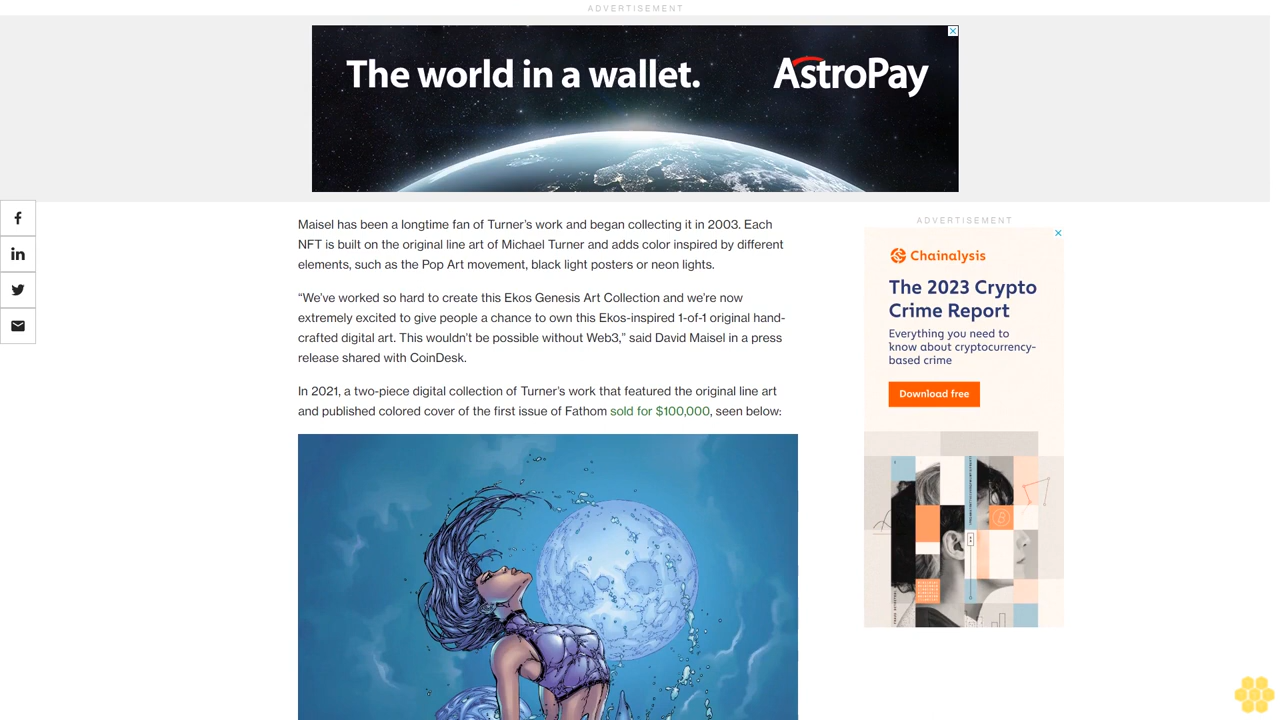 ADVERTISEMENT
The world in a wallet.
AstroPay
Maisel has been a longtime fan of Turner’s work and began collecting it in 2003. Each
NFT is built on the original line art of Michael Turner and adds color inspired by different
elements, such as the Pop Art movement, black light posters or neon lights.
“We’ve worked so hard to create this Ekos Genesis Art Collection and we’re now
extremely excited to give people a chance to own this Ekos-inspired 1-of-1 original hand-
crafted digital art. This wouldn’t be possible without Web3,” said David Maisel in a press
release shared with CoinDesk.
In 2021, a two-piece digital collection of Turner’s work that featured the original line art
and published colored cover of the first issue of Fathom sold for $100,000, seen below:
ADVERTISEMENT
Chainalysis
The 2023 Crypto
Crime Report
Everything you need to
know about cryptocurrency-
based crime
Download free